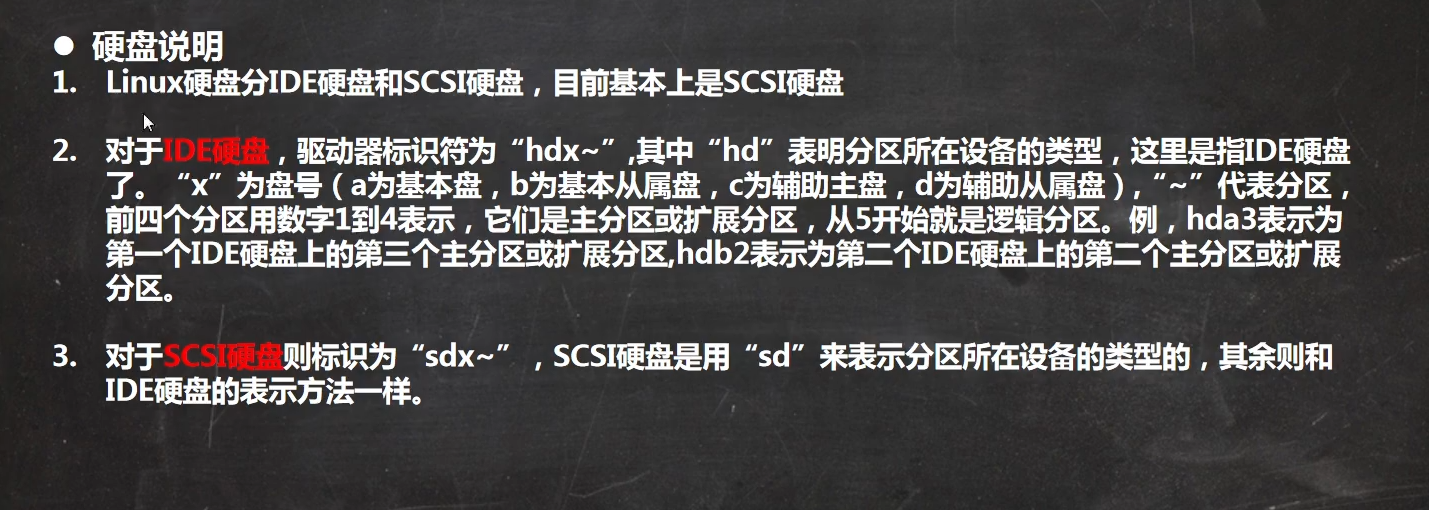 ● 硬盘说明
1. Linux硬盘分IDE硬盘和SCSI硬盘，目前基本上是SCSI硬盘
2. 对于IDE硬盘，驱动器标识符为“hdx~”,其中“hd”表明分区所在设备的类型，这里是指IDE硬盘
了。“x”为盘号（a为基本盘，b为基本从属盘，c为辅助主盘，d为辅助从属盘）,“~”代表分区，
前四个分区用数字1到4表示，它们是主分区或扩展分区，从5开始就是逻辑分区。例，hda3表示为
第一个IDE硬盘上的第三个主分区或扩展分区,hdb2表示为第二个IDE硬盘上的第二个主分区或扩展
分区。
3. 对于SCSI硬盘则标识为“sdx~”，SCSI硬盘是用“sd”来表示分区所在设备的类型的，其余则和
IDE硬盘的表示方法一样。